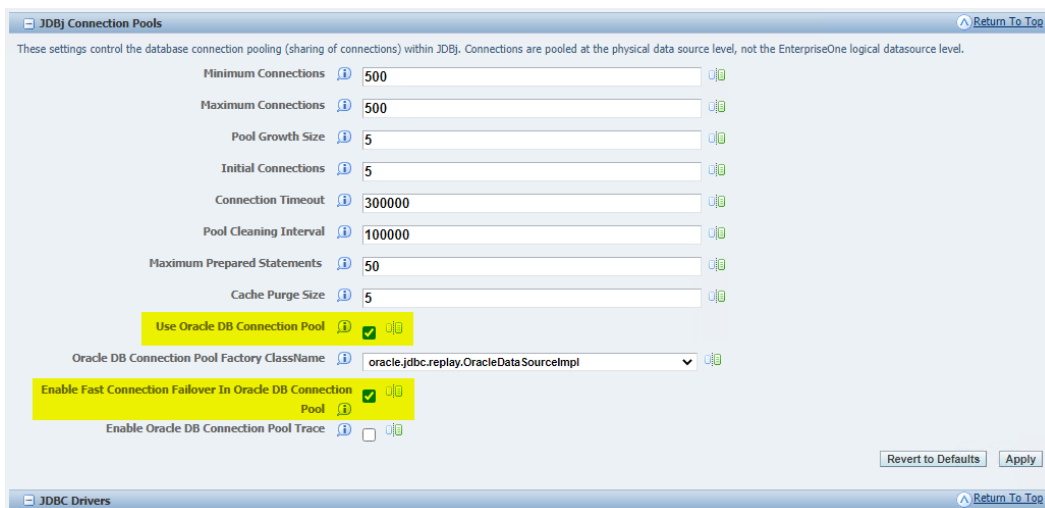 JDBj Connection Pools
Return To Top
These settings control the database connection pooling (sharing of connections) within JDBj. Connections are pooled at the physical data source level, not the EnterpriseOne logical datasource level.
Minimum Connections 500
Maximum Connections 500
Pool Growth Size 5
Initial Connections 5
Connection Timeout 300000
Pool Cleaning Interval 100000
Maximum Prepared Statements 50
Cache Purge Size 5
Use Oracle DB Connection Pool
Oracle DB Connection Pool Factory ClassName oracle.jdbc.replay.OracleDataSourceImpl
Enable Fast Connection Failover In Oracle DB Connection
Pool
Enable Oracle DB Connection Pool Trace
Revert to Defaults Apply
JDBC Drivers
Return To Top